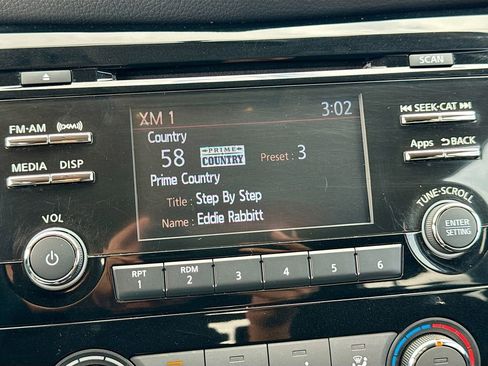 SCAN
XM 1 3:02
Country
58 PRIME COUNTRY Preset : 3
Prime Country
Title : Step By Step
Name : Eddie Rabbitt
FM-AM
MEDIA DISP
VOL
SEEK-CAT
Apps BACK
TUNE·SCROLL
ENTER
SETTING
RPT 1 RDM 2 3 4 5 6